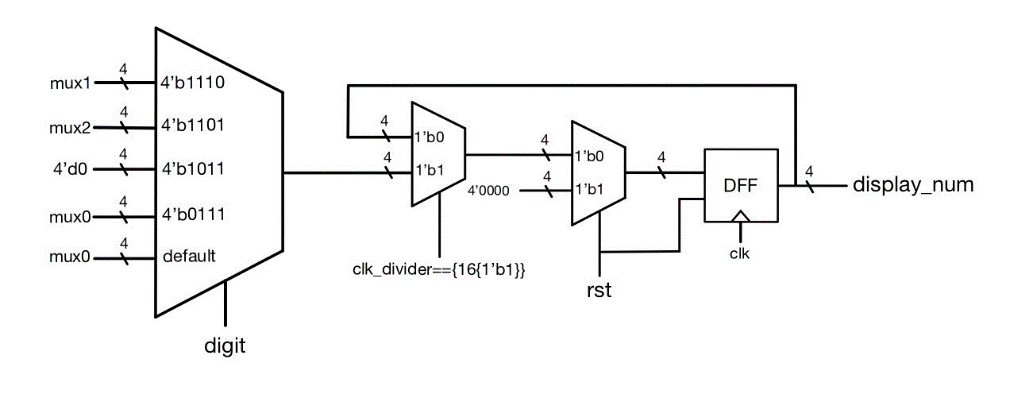 mux1 4 4'b1110
mux2 4 4'b1101
4'd0 4 4'b1011
mux0 4 4'b0111
mux0 4 default
digit
4 1'b0
4 1'b1
clk_divider=={16{1'b1}}
4 1'b0
4'0000 4 1'b1
rst
4
DFF
clk
4 display_num